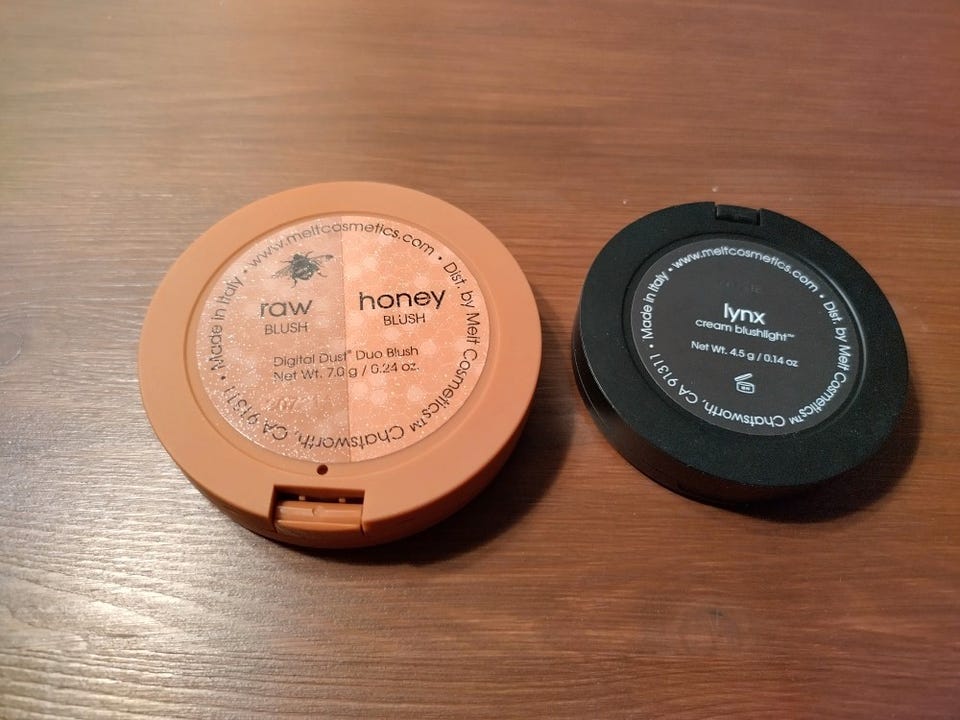 raw
BLUSH
honey
BLUSH
Digital Dust™ Duo Blush
Net Wt. 7.0 g / 0.24 oz.
• www.meltcosmetics.com • Dist. by Melt Cosmetics™ Chatsworth, CA 91311 • Made in Italy
lynx
cream blushlight™
Net Wt. 4.5 g / 0.14 oz
• www.meltcosmetics.com • Dist. by Melt Cosmetics™ Chatsworth, CA 91311 • Made in Italy